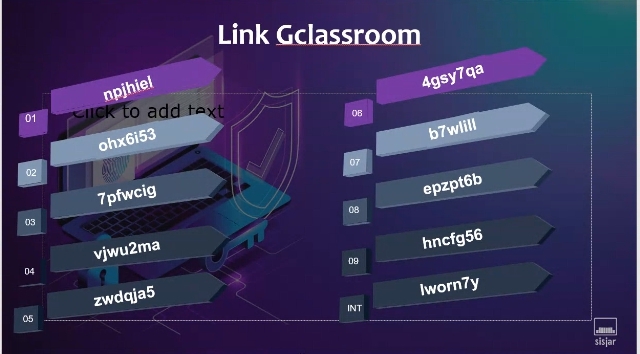 Link Gclassroom
Click to add text
01 npjhiel
02 ohx6i53
03 7pfwcig
04 vjwu2ma
05 zwdqja5
06 4gsy7qa
07 b7wlill
08 epzpt6b
09 hncfg56
INT lworn7y
sisjar